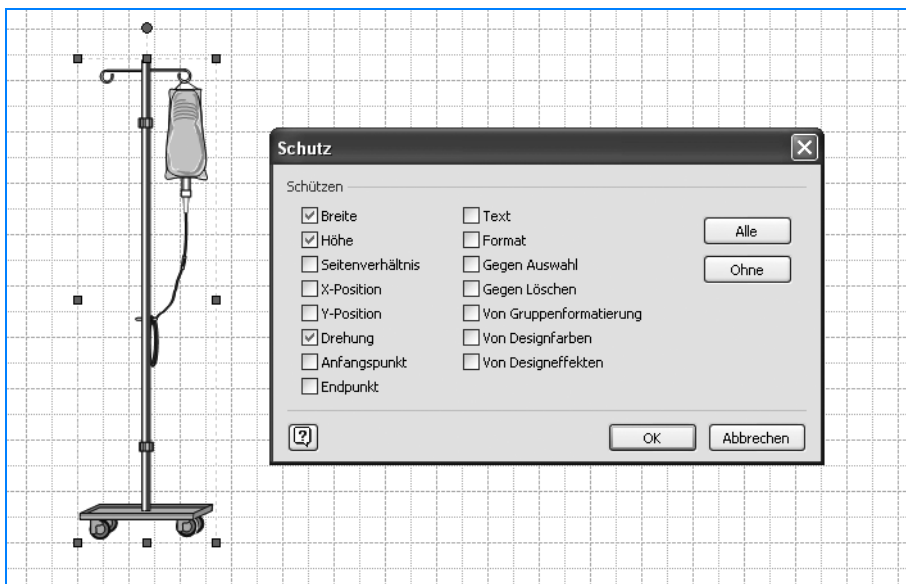 Schutz
Schützen
Breite
Höhe
Seitenverhältnis
X-Position
Y-Position
Drehung
Anfangspunkt
Endpunkt
Text
Format
Gegen Auswahl
Gegen Löschen
Von Gruppenformatierung
Von Designfarben
Von Designeffekten
Alle
Ohne
?
OK
Abbrechen